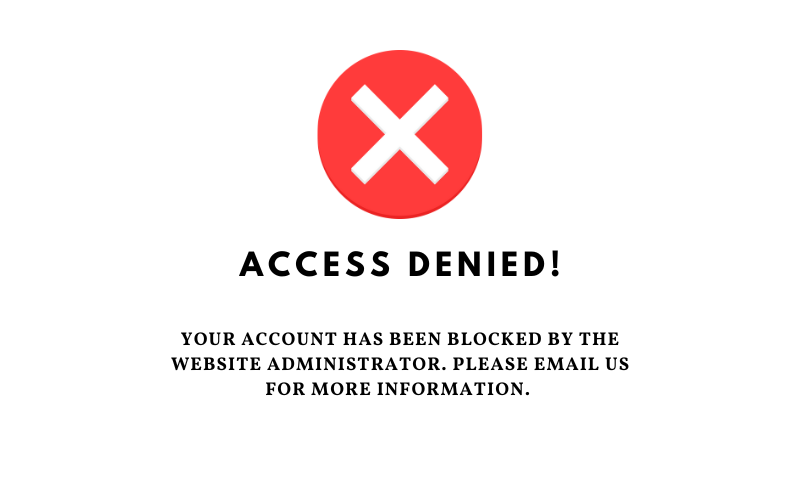 ACCESS DENIED!
YOUR ACCOUNT HAS BEEN BLOCKED BY THE
WEBSITE ADMINISTRATOR. PLEASE EMAIL US
FOR MORE INFORMATION.